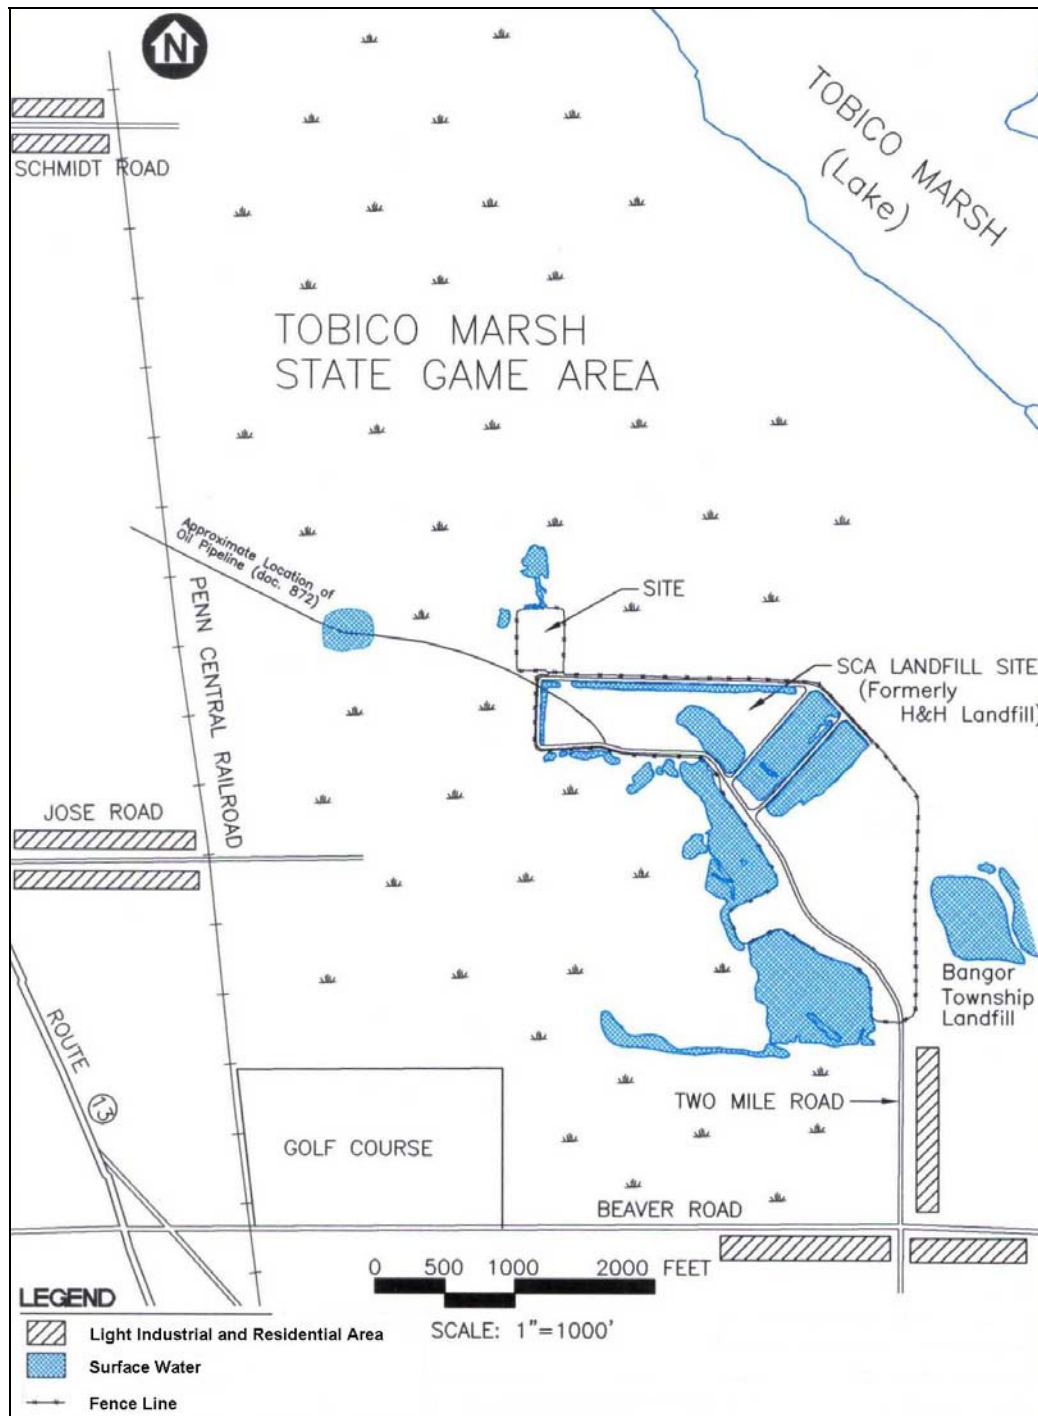 N
TOBICO MARSH
(Lake)
SCHMIDT ROAD
TOBICO MARSH
STATE GAME AREA
Approximate Location of
Oil Pipeline (doc. 872)
PENN CENTRAL RAILROAD
SITE
SCA LANDFILL SITE
(Formerly
H&H Landfill)
JOSE ROAD
Bangor
Township
Landfill
ROUTE
13
TWO MILE ROAD
GOLF COURSE
BEAVER ROAD
0 500 1000 2000 FEET
SCALE: 1"=1000'
LEGEND
Light Industrial and Residential Area
Surface Water
Fence Line